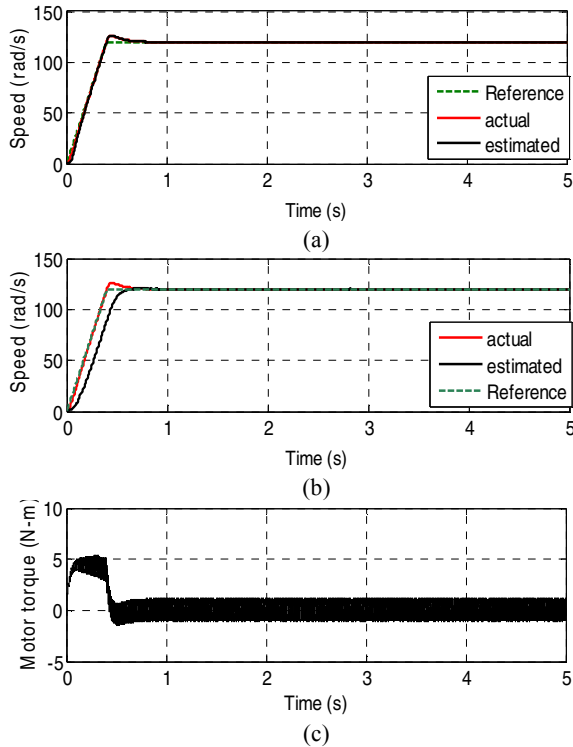 150
100
50
0
Speed (rad/s)
Reference
actual
estimated
0 1 2 3 4 5
Time (s)
(a)
150
100
50
0
Speed (rad/s)
actual
estimated
Reference
0 1 2 3 4 5
Time (s)
(b)
10
5
0
-5
Motor torque (N-m)
0 1 2 3 4 5
Time (s)
(c)